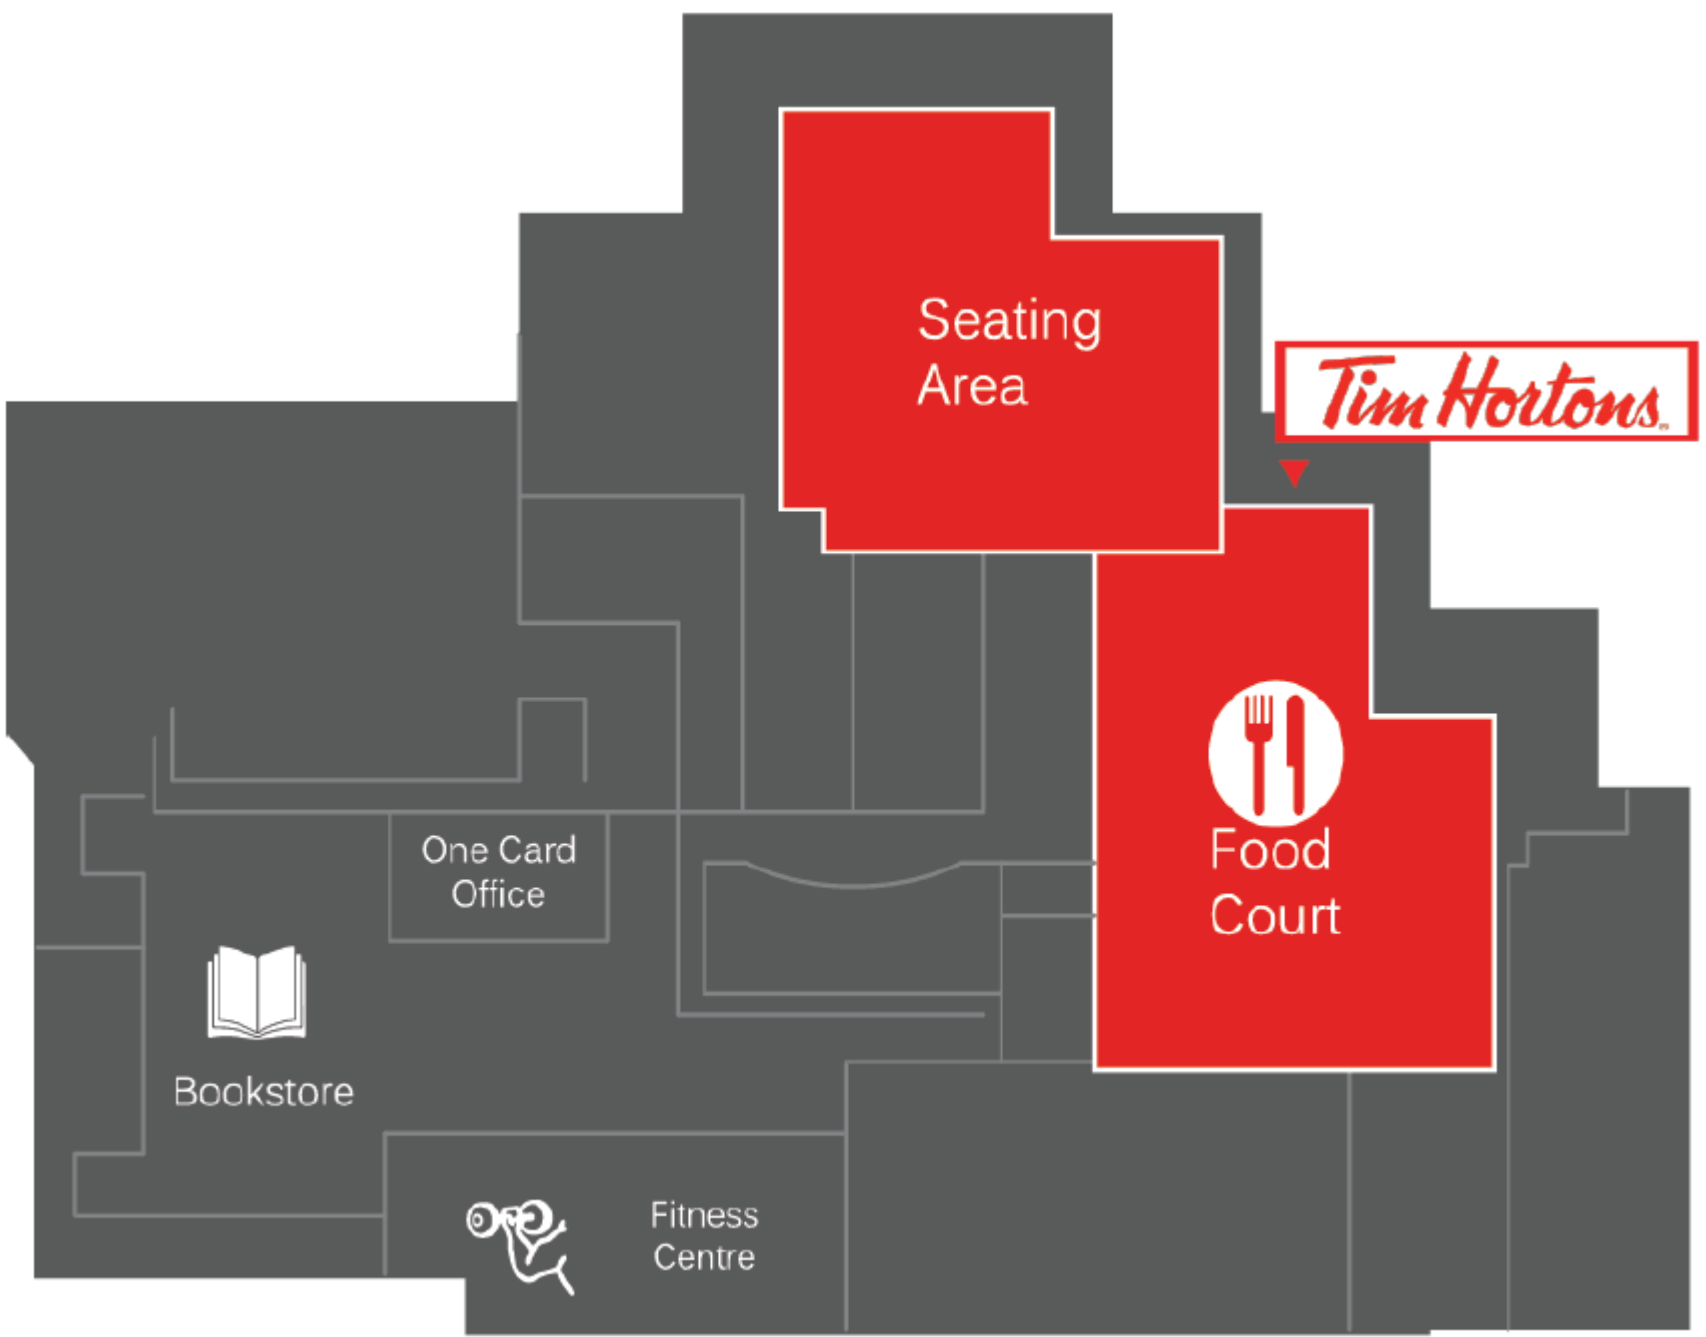 Seating
Area
Tim Hortons
Food
Court
One Card
Office
Bookstore
Fitness
Centre